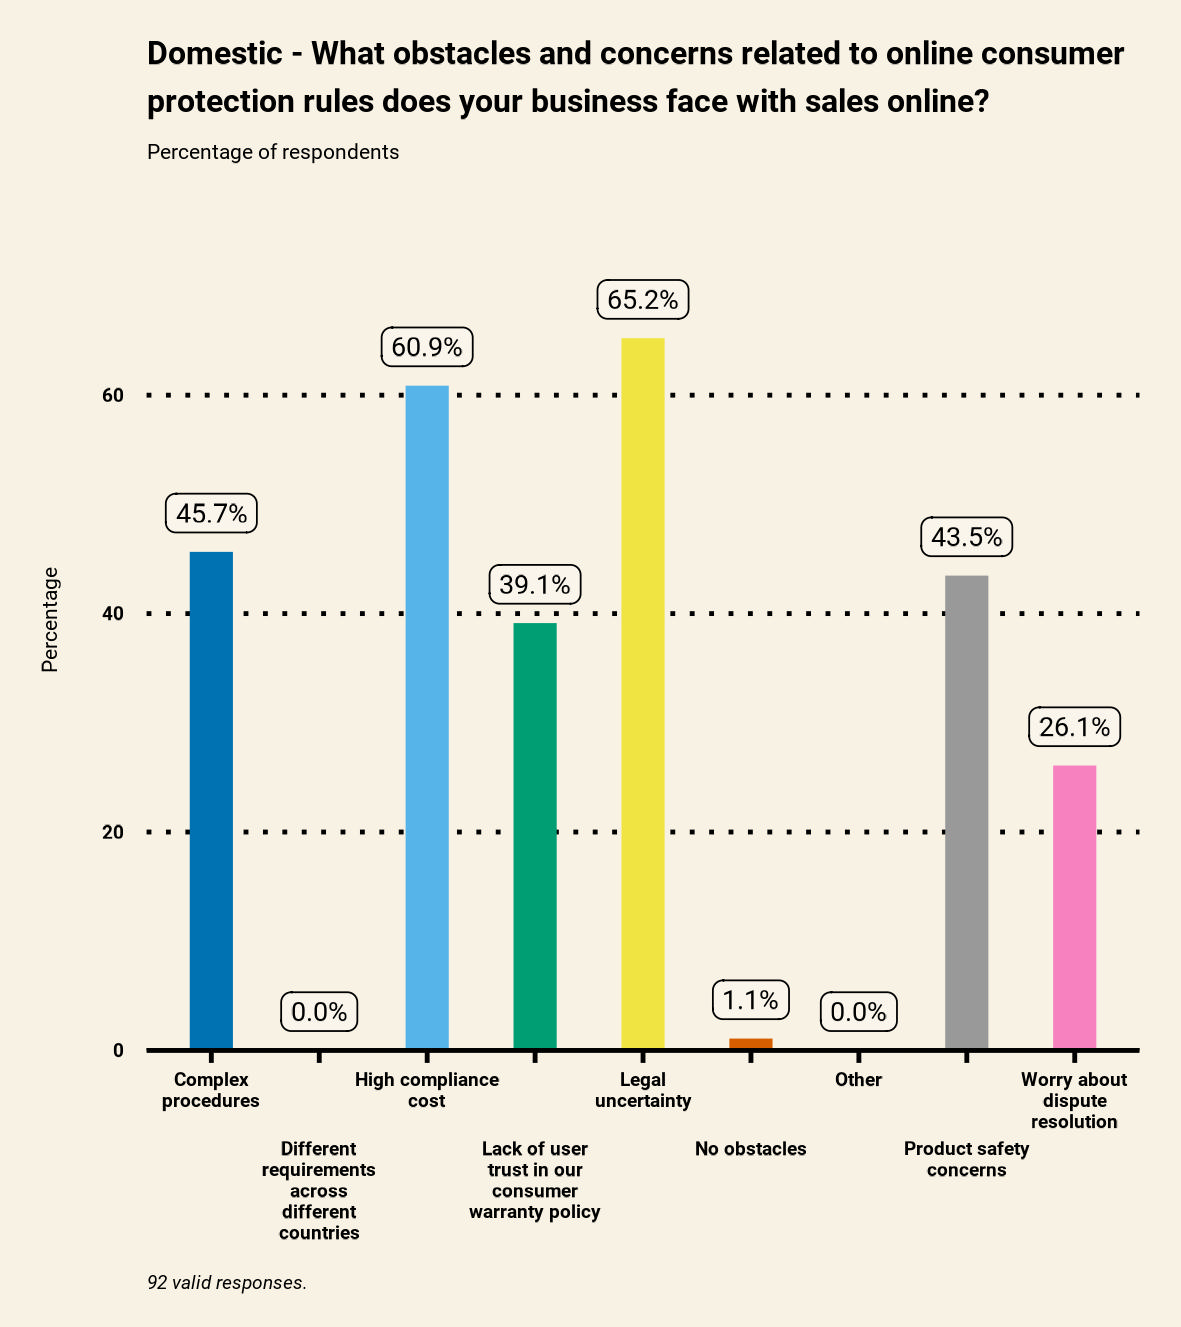 Domestic - What obstacles and concerns related to online consumer
protection rules does your business face with sales online?
Percentage of respondents
65.2%
60.9%
60
45.7%
43.5%
39.1%
40
Percentage
26.1%
20
1.1%
0.0%
0.0%
0
Complex
procedures
High compliance
cost
Legal
uncertainty
Other
Worry about
dispute
resolution
Different
requirements
across
different
countries
Lack of user
trust in our
consumer
warranty policy
No obstacles
Product safety
concerns
92 valid responses.